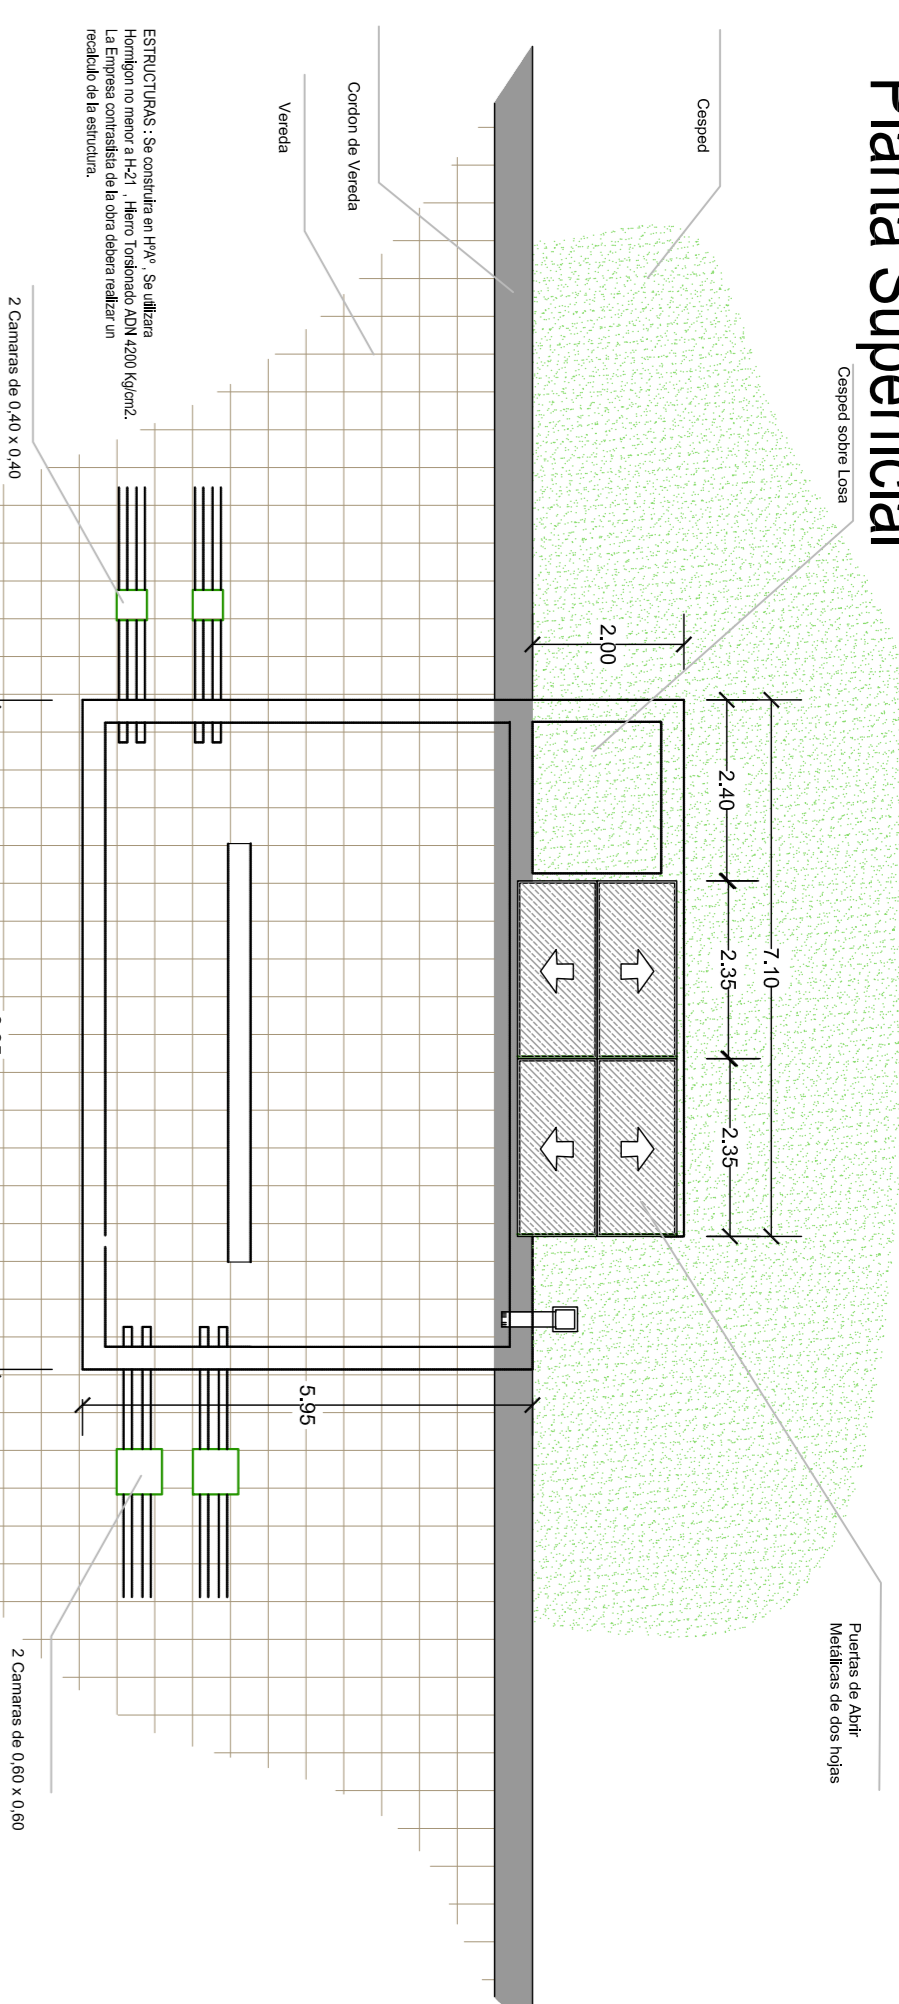 Planta Superficial
Cesped sobre Losa
Cesped
Cordon de Vereda
Vereda
ESTRUCTURAS : Se construira en HºAº , Se utilizara
Hormigon no menor a H-21 , Hierro Torsionado ADN 4200 Kg/cm2.
La Empresa contrastista de la obra debera realizar un
recalculo de la estructura.
2 Camaras de 0,40 x 0,40
7.10
2.40
2.35
2.35
2.00
5.95
Puertas de Abrir
Metálicas de dos hojas
2 Camaras de 0,60 x 0,60